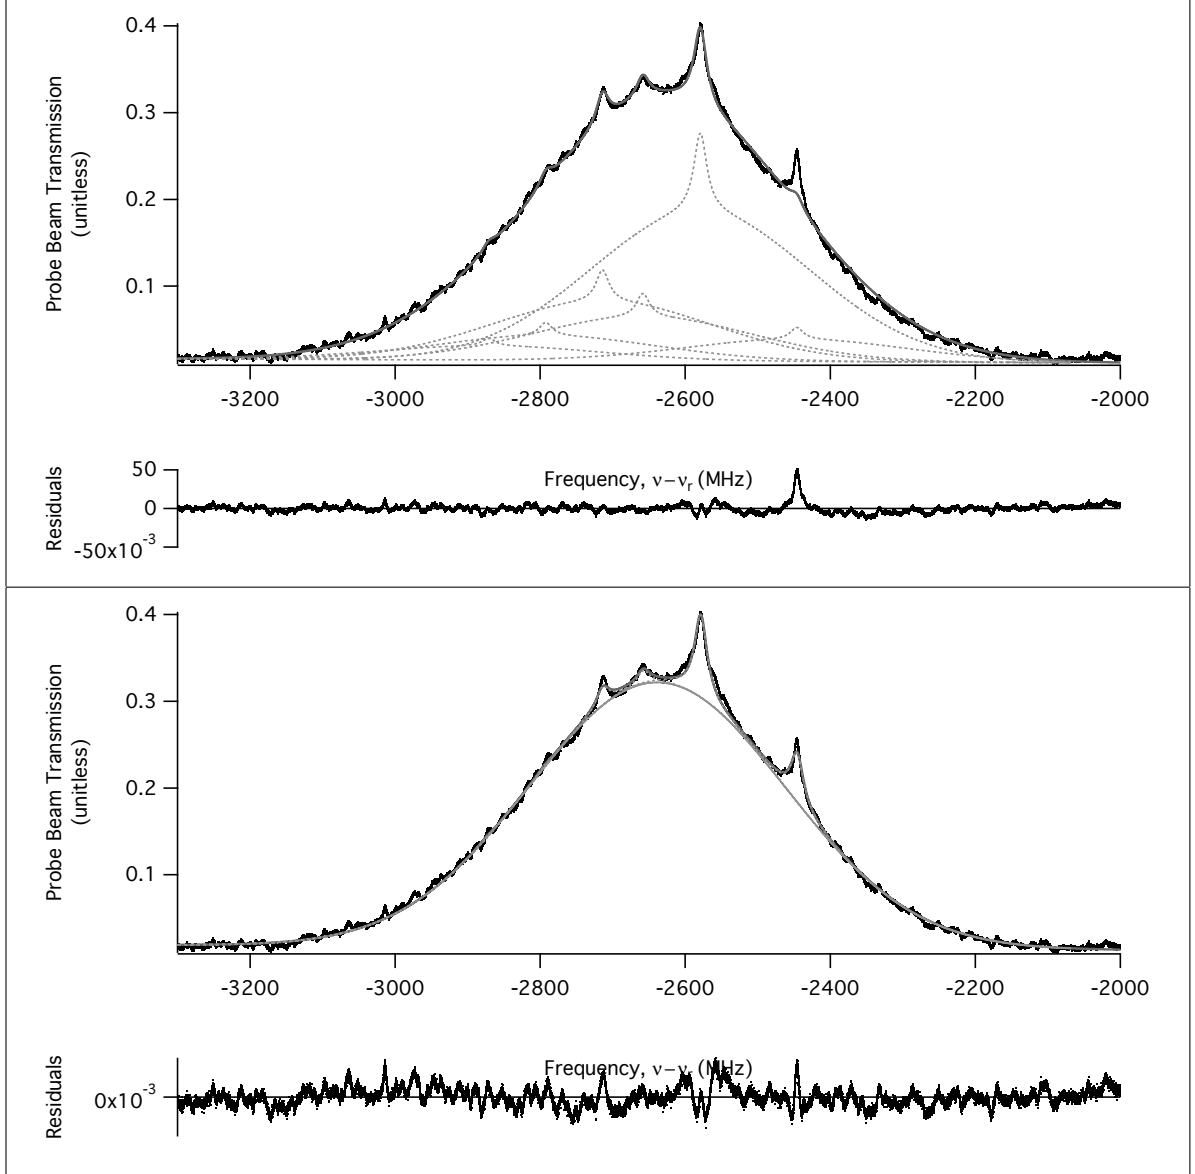 0.4
0.3
0.2
0.1
Probe Beam Transmission
(unitless)
-3200 -3000 -2800 -2600 -2400 -2200 -2000
Frequency, ν−νr (MHz)
50
0
-50x10-3
Residuals
0.4
0.3
0.2
0.1
Probe Beam Transmission
(unitless)
-3200 -3000 -2800 -2600 -2400 -2200 -2000
Frequency, ν−νr (MHz)
0x10-3
Residuals